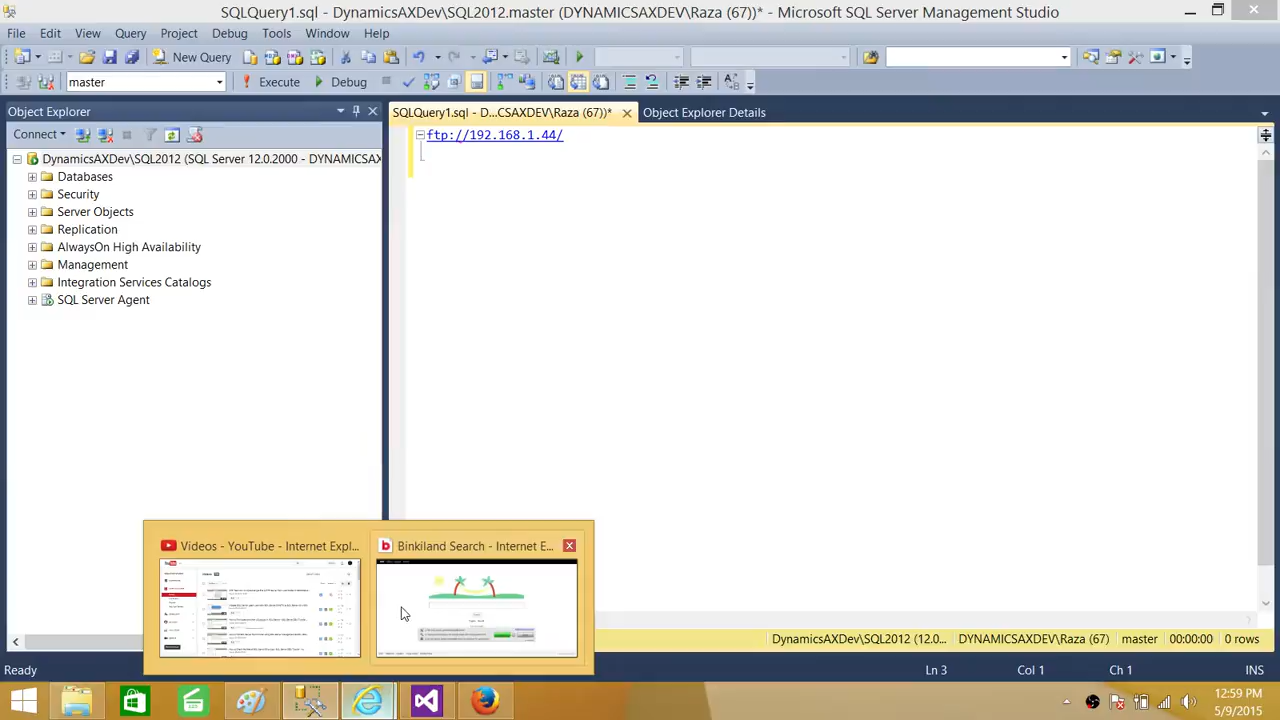 SQLQuery1.sql - DynamicsAXDev\SQL2012.master (DYNAMICSAXDEV\Raza (67))* - Microsoft SQL Server Management Studio
File Edit View Query Project Debug Tools Window Help
New Query
master Execute Debug
Object Explorer
SQLQuery1.sql - D...CSAXDEV\Raza (67))* Object Explorer Details
Connect
ftp://192.168.1.44/
DynamicsAXDev\SQL2012 (SQL Server 12.0.2000 - DYNAMICSAX
Databases
Security
Server Objects
Replication
AlwaysOn High Availability
Management
Integration Services Catalogs
SQL Server Agent
Videos - YouTube - Internet Expl...
Binkiland Search - Internet E...
DynamicsAXDev\SQL2012 (12.0... DYNAMICSAXDEV\Raza (67) master 00:00:00 0 rows
Ready Ln 3 Col 1 Ch 1 INS
12:59 PM
5/9/2015